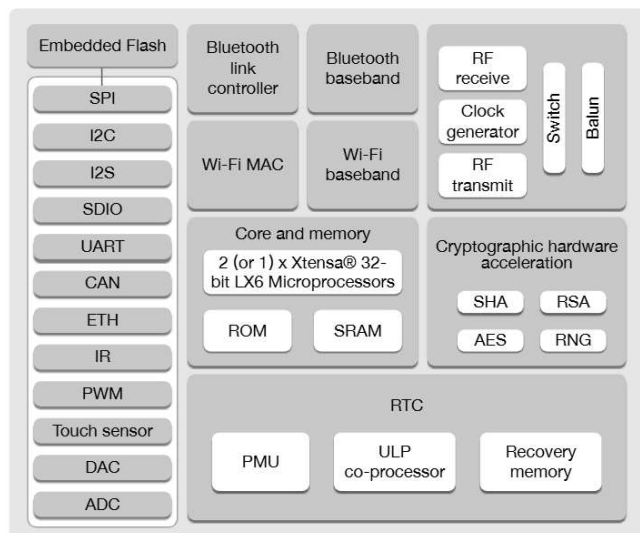 Embedded Flash
SPI
I2C
I2S
SDIO
UART
CAN
ETH
IR
PWM
Touch sensor
DAC
ADC
Bluetooth
link
controller
Bluetooth
baseband
Wi-Fi MAC
Wi-Fi
baseband
RF
receive
Clock
generator
RF
transmit
Switch
Balun
Core and memory
2 (or 1) x Xtensa® 32-
bit LX6 Microprocessors
ROM
SRAM
Cryptographic hardware
acceleration
SHA
RSA
AES
RNG
RTC
PMU
ULP
co-processor
Recovery
memory